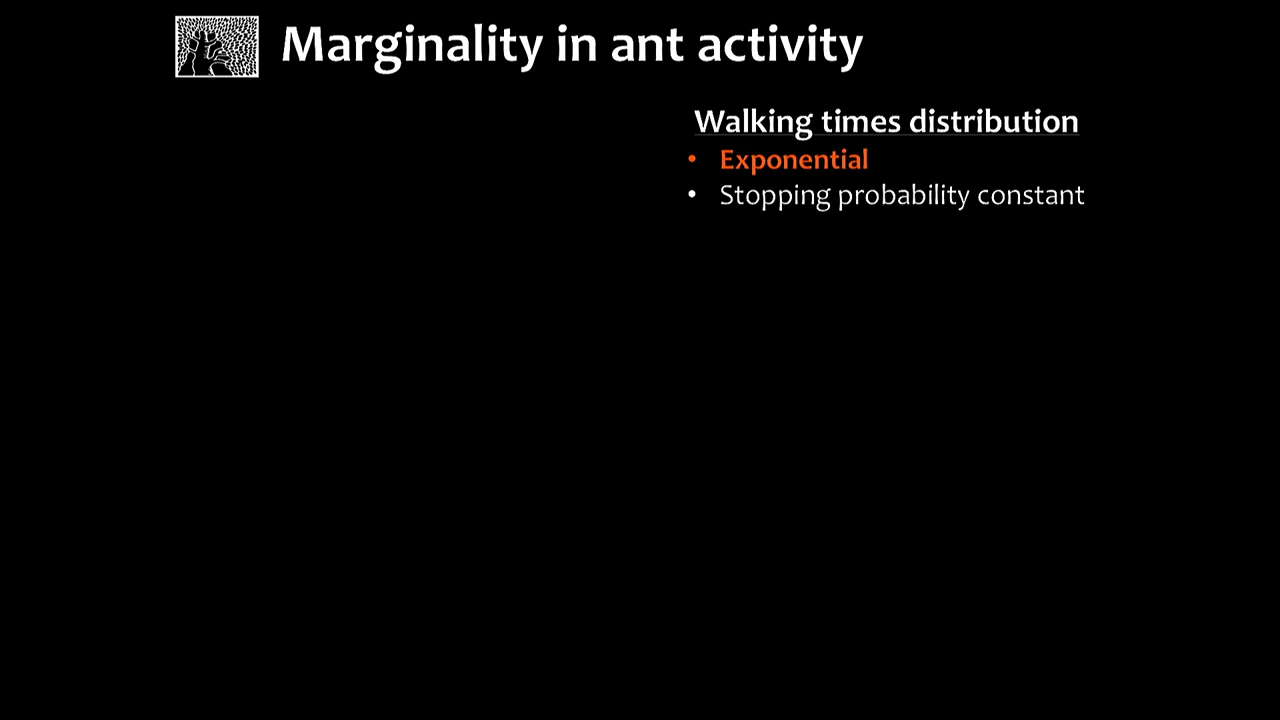 Marginality in ant activity
Walking times distribution
• Exponential
• Stopping probability constant